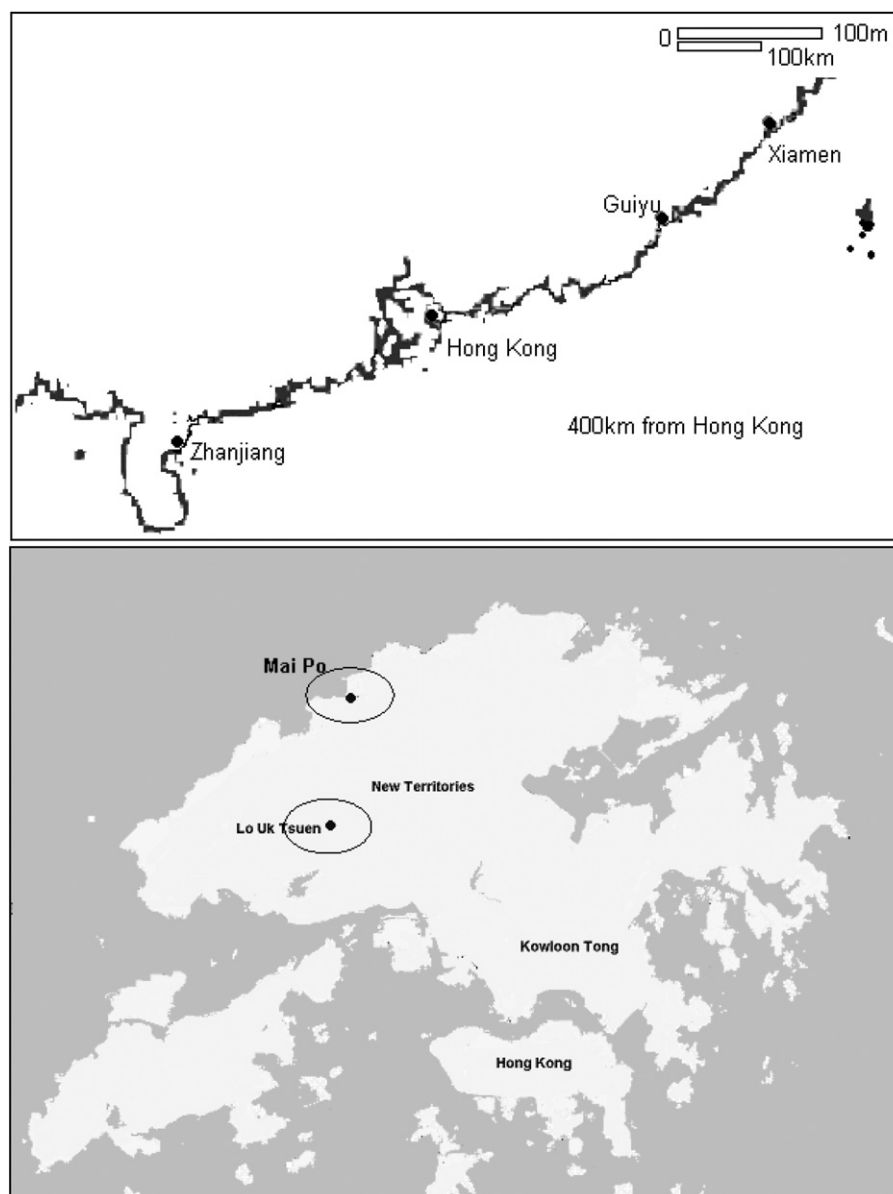 0 100m
100km
Xiamen
Guiyu
Hong Kong
400km from Hong Kong
Zhanjiang
Mai Po
New Territories
Lo Uk Tsuen
Kowloon Tong
Hong Kong